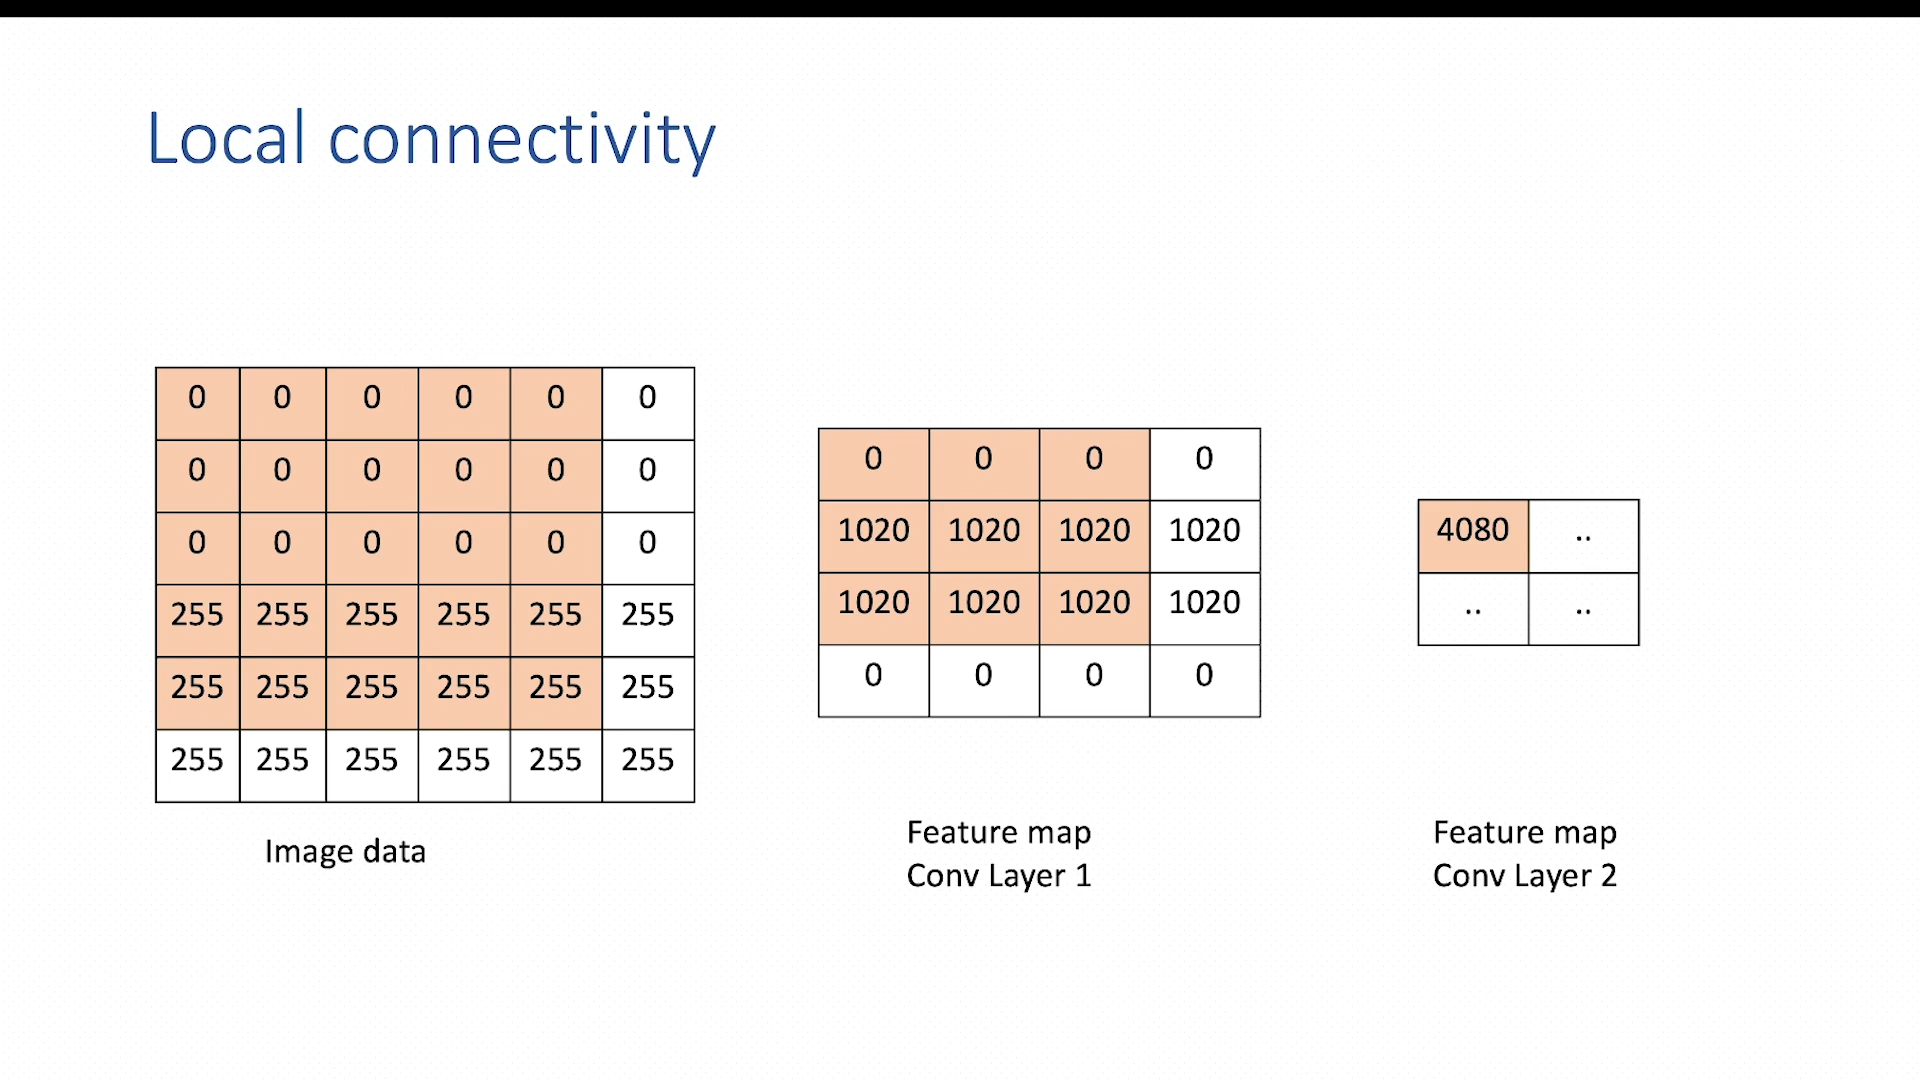 Local connectivity
0 0 0 0 0 0
0 0 0 0 0 0
0 0 0 0 0 0
255 255 255 255 255 255
255 255 255 255 255 255
255 255 255 255 255 255
Image data
0 0 0 0
1020 1020 1020 1020
1020 1020 1020 1020
0 0 0 0
Feature map
Conv Layer 1
4080 ..
.. ..
Feature map
Conv Layer 2